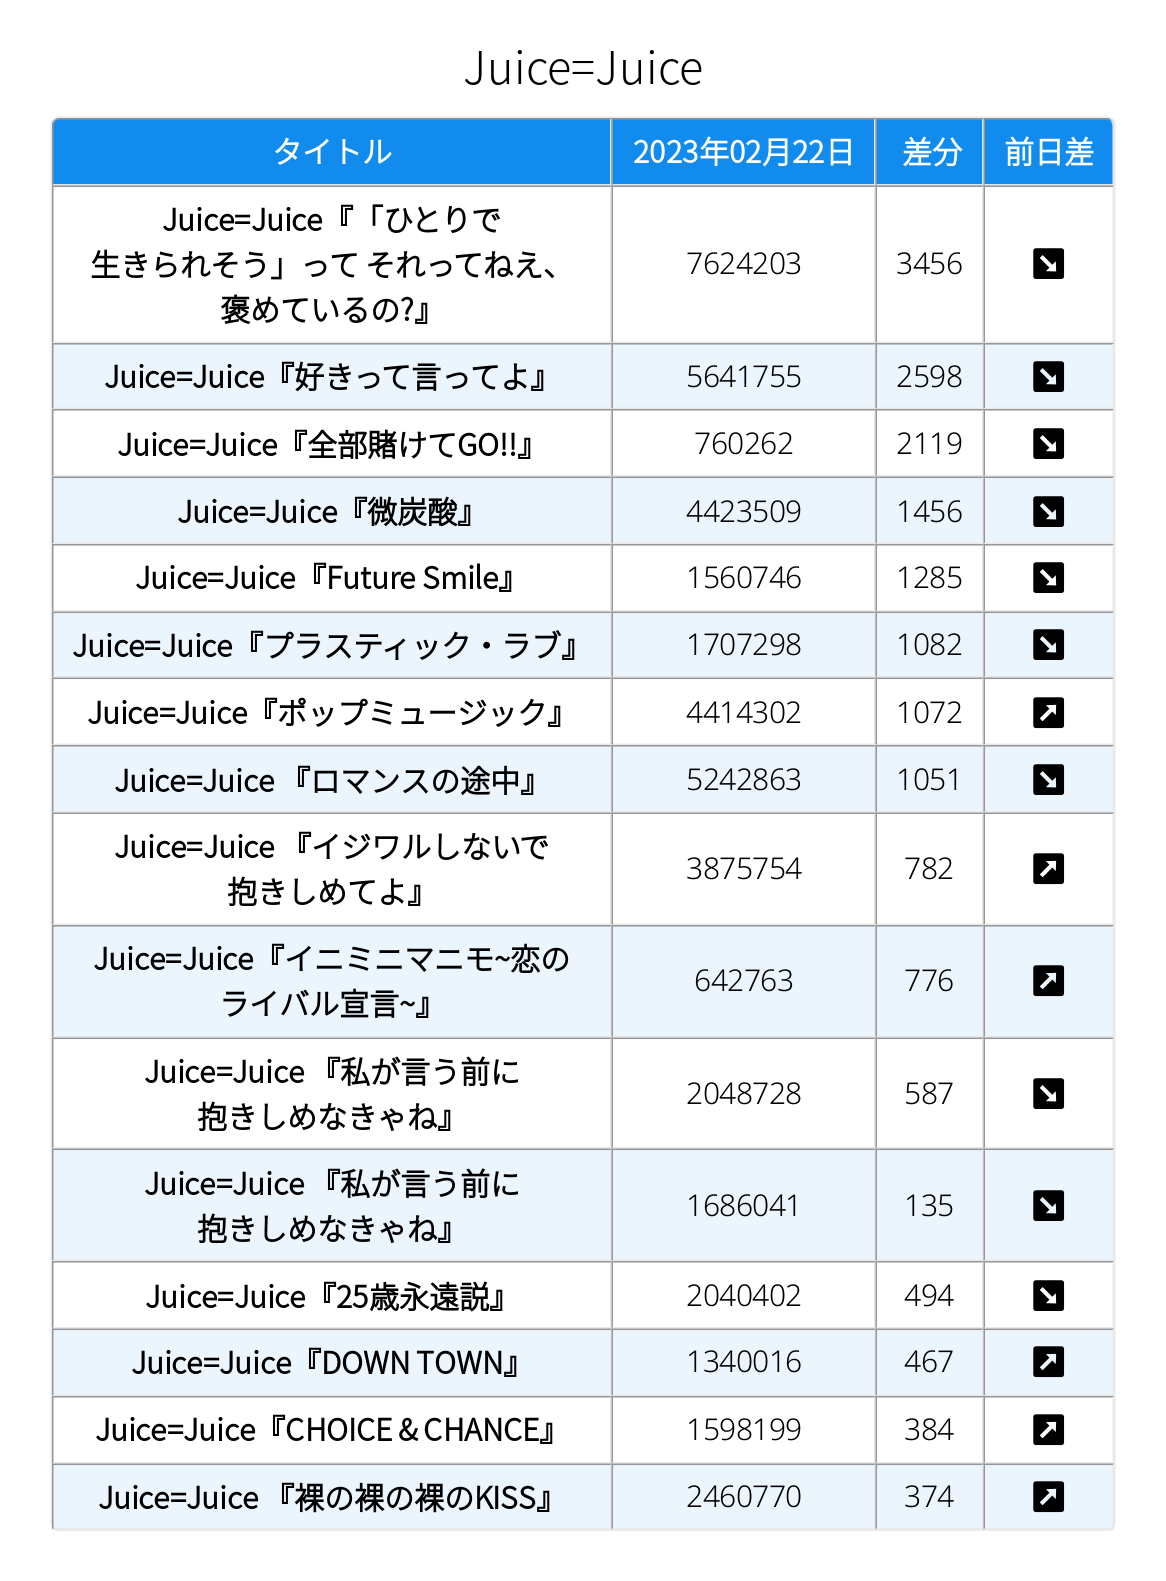 Juice=Juice
タイトル 2023年02月22日 差分 前日差
Juice=Juice『「ひとりで
生きられそう」って それってねえ、
褒めているの?』 7624203 3456 ↘
Juice=Juice『好きって言ってよ』 5641755 2598 ↘
Juice=Juice『全部賭けてGO!!』 760262 2119 ↘
Juice=Juice『微炭酸』 4423509 1456 ↘
Juice=Juice『Future Smile』 1560746 1285 ↘
Juice=Juice『プラスティック・ラブ』 1707298 1082 ↘
Juice=Juice『ポップミュージック』 4414302 1072 ↗
Juice=Juice 『ロマンスの途中』 5242863 1051 ↘
Juice=Juice 『イジワルしないで
抱きしめてよ』 3875754 782 ↗
Juice=Juice『イニミニマニモ~恋の
ライバル宣言~』 642763 776 ↗
Juice=Juice 『私が言う前に
抱きしめなきゃね』 2048728 587 ↘
Juice=Juice 『私が言う前に
抱きしめなきゃね』 1686041 135 ↘
Juice=Juice『25歳永遠説』 2040402 494 ↘
Juice=Juice『DOWN TOWN』 1340016 467 ↗
Juice=Juice『CHOICE & CHANCE』 1598199 384 ↗
Juice=Juice 『裸の裸の裸のKISS』 2460770 374 ↗